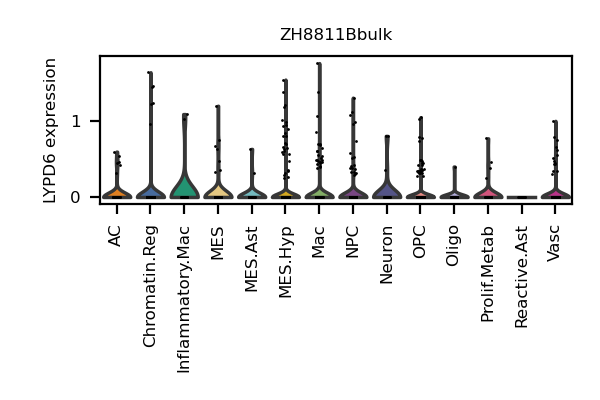 ZH8811Bbulk
LYPD6 expression
1
0
AC
Chromatin.Reg
Inflammatory.Mac
MES
MES.Ast
MES.Hyp
Mac
NPC
Neuron
OPC
Oligo
Prolif.Metab
Reactive.Ast
Vasc